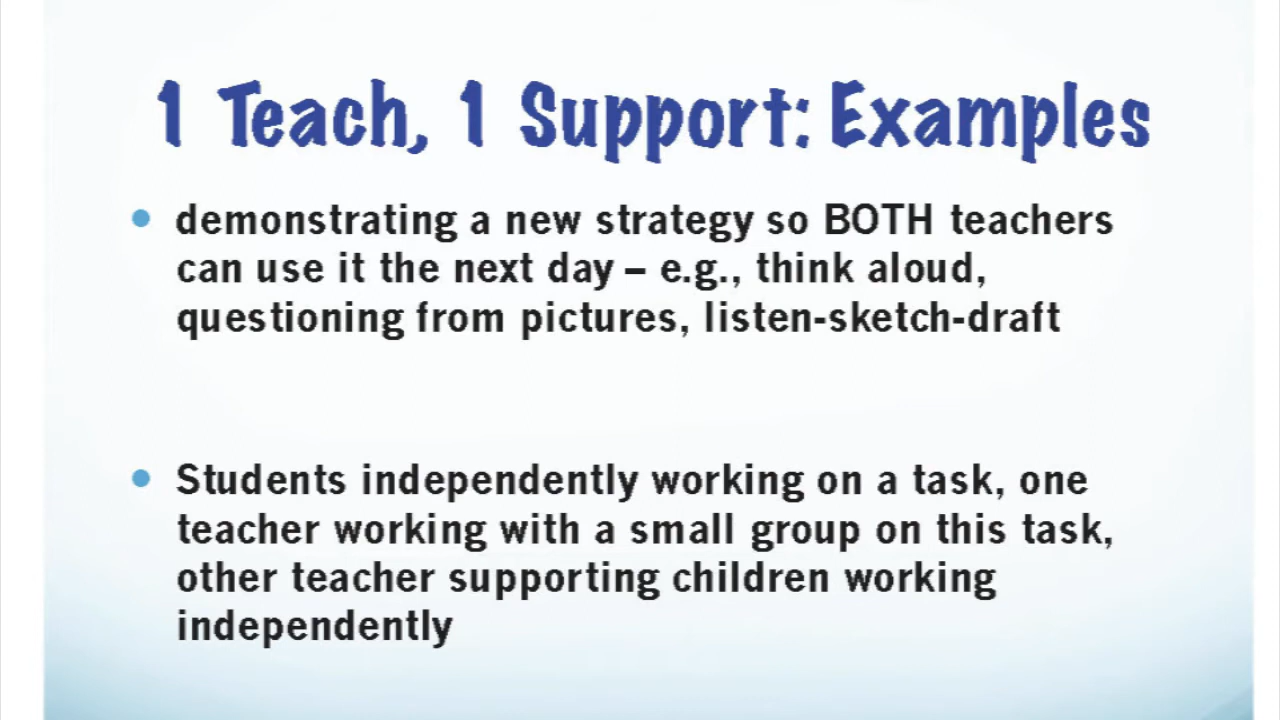 1 Teach, 1 Support: Examples
• demonstrating a new strategy so BOTH teachers
can use it the next day – e.g., think aloud,
questioning from pictures, listen-sketch-draft
• Students independently working on a task, one
teacher working with a small group on this task,
other teacher supporting children working
independently